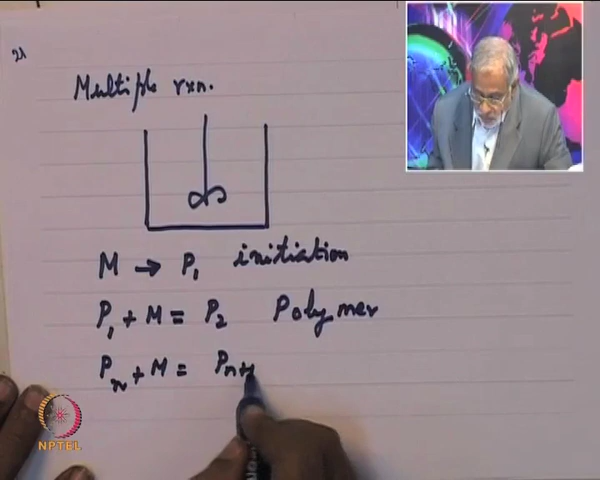 21
Multiple rxn.
M → P₁ initiation
P₁ + M = P₂ Polymer
Pₙ + M = Pₙ₊₁
NPTEL